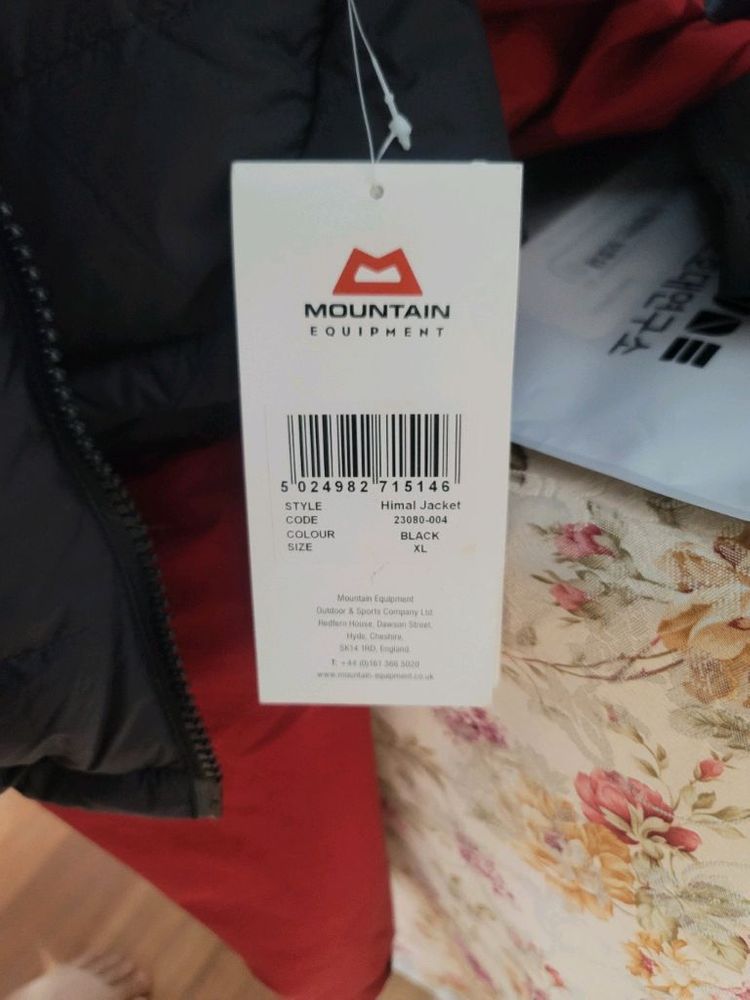 MOUNTAIN
EQUIPMENT
5 024982 715146
STYLE Himal Jacket
CODE 23080-004
COLOUR BLACK
SIZE XL
Mountain Equipment
Outdoor & Sports Company Ltd.
Redfern House, Dawson Street,
Hyde, Cheshire,
SK14 1RD, England.
T: +44 (0)161 366 5020
www.mountain-equipment.co.uk